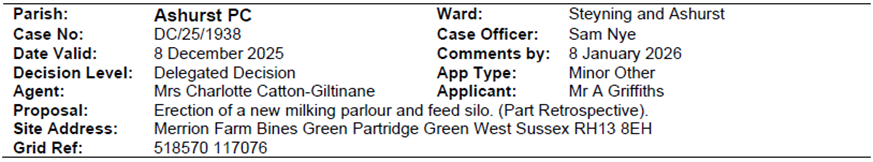 Parish: Ashurst PC Ward: Steyning and Ashurst
Case No: DC/25/1938 Case Officer: Sam Nye
Date Valid: 8 December 2025 Comments by: 8 January 2026
Decision Level: Delegated Decision App Type: Minor Other
Agent: Mrs Charlotte Catton-Giltinane Applicant: Mr A Griffiths
Proposal: Erection of a new milking parlour and feed silo. (Part Retrospective).
Site Address: Merrion Farm Bines Green Partridge Green West Sussex RH13 8EH
Grid Ref: 518570 117076